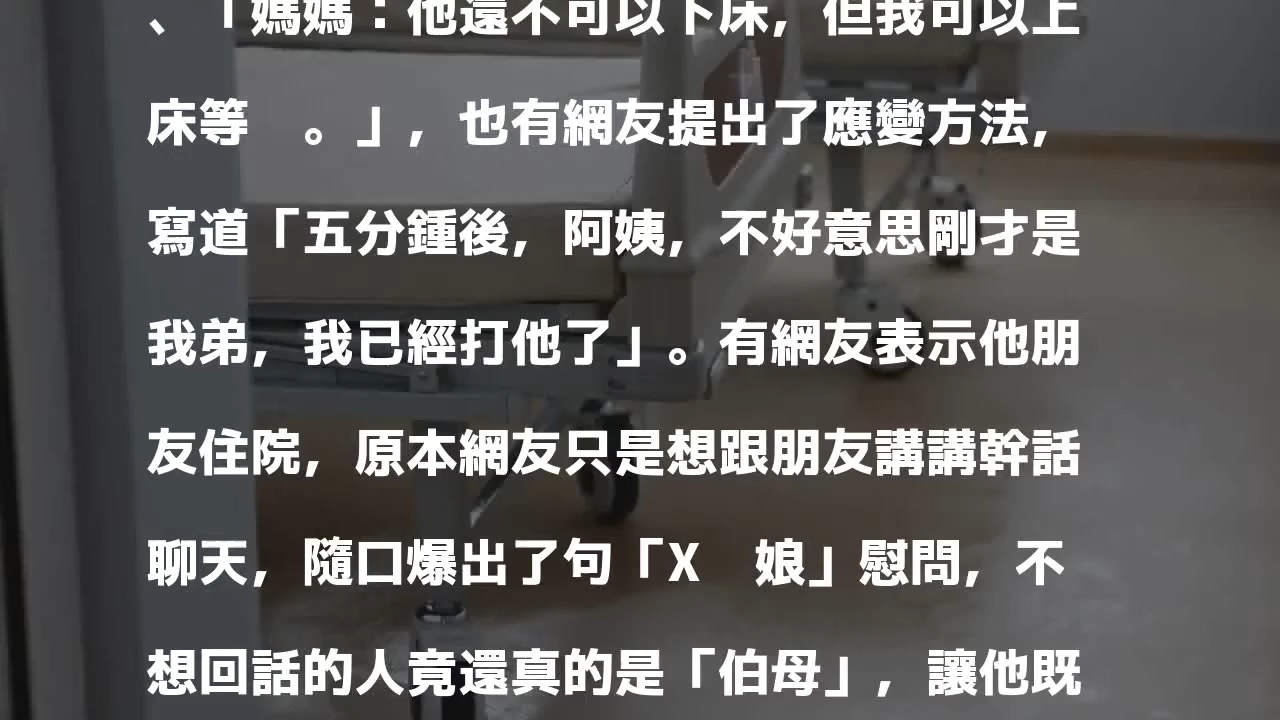 、「媽媽：他還不可以下床，但我可以上
床等　。」，也有網友提出了應變方法，
寫道「五分鍾後，阿姨，不好意思剛才是
我弟，我已經打他了」。有網友表示他朋
友住院，原本網友只是想跟朋友講講幹話
聊天，隨口爆出了句「X　娘」慰問，不
想回話的人竟還真的是「伯母」，讓他既